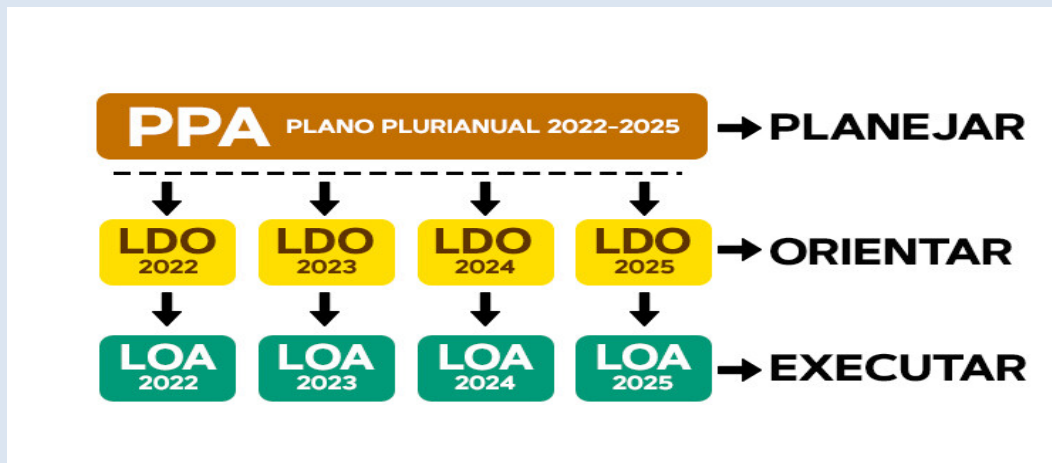 PPA PLANO PLURIANUAL 2022-2025 PLANEJAR
LDO LDO LDO LDO ORIENTAR
2022 2023 2024 2025
LOA LOA LOA LOA EXECUTAR
2022 2023 2024 2025